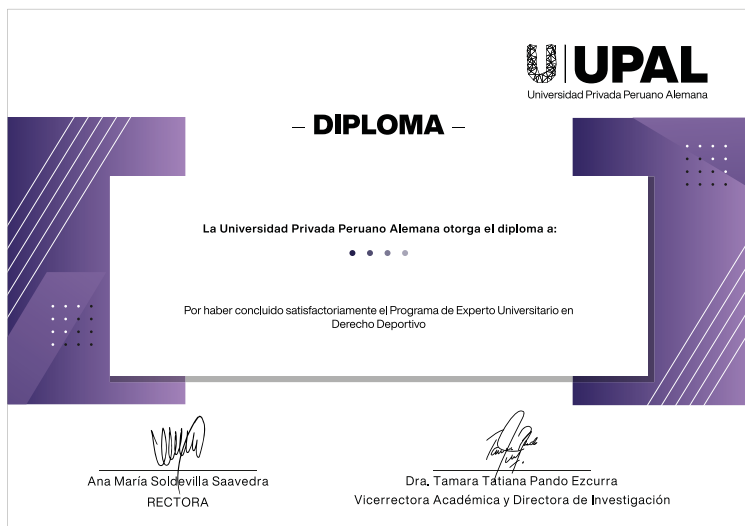 UPAL
Universidad Privada Peruano Alemana
– DIPLOMA –
La Universidad Privada Peruano Alemana otorga el diploma a:
Por haber concluido satisfactoriamente el Programa de Experto Universitario en
Derecho Deportivo
Ana María Soldevilla Saavedra
RECTORA
Dra. Tamara Tatiana Pando Ezcurra
Vicerrectora Académica y Directora de Investigación